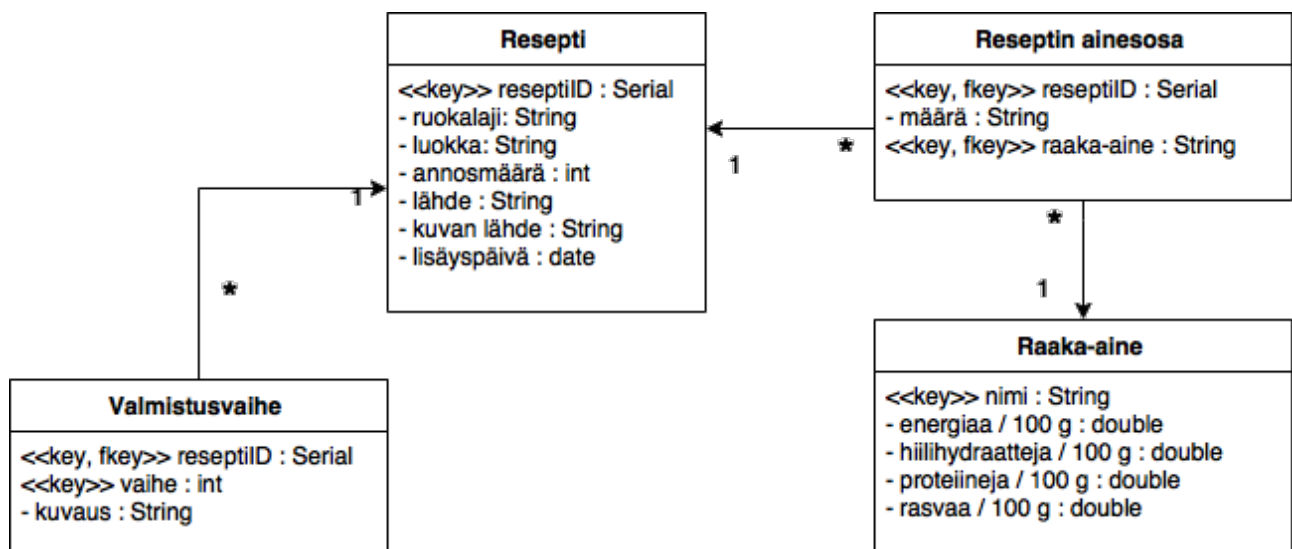 Resepti
<<key>> reseptiID : Serial
- ruokalaji: String
- luokka: String
- annosmäärä : int
- lähde : String
- kuvan lähde : String
- lisäyspäivä : date
Reseptin ainesosa
<<key, fkey>> reseptiID : Serial
- määrä : String
<<key, fkey>> raaka-aine : String
1
*
1
*
*
1
Valmistusvaihe
<<key, fkey>> reseptiID : Serial
<<key>> vaihe : int
- kuvaus : String
Raaka-aine
<<key>> nimi : String
- energiaa / 100 g : double
- hiilihydraatteja / 100 g : double
- proteiineja / 100 g : double
- rasvaa / 100 g : double